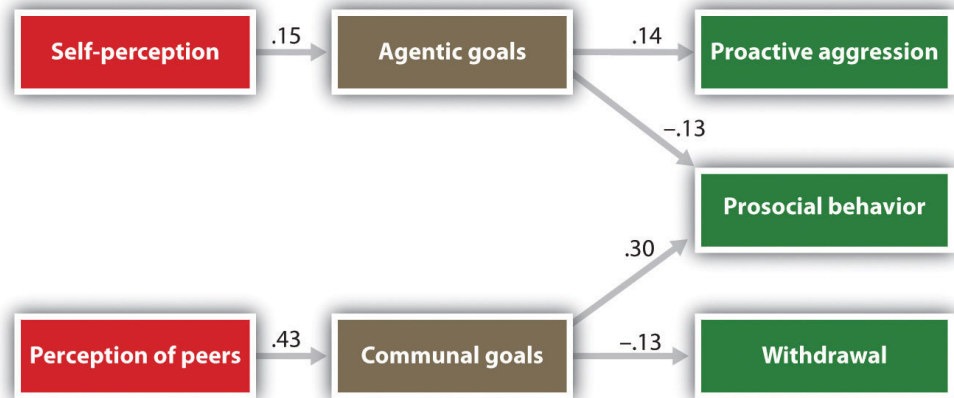 Self-perception
.15
Agentic goals
.14
Proactive aggression
–.13
Prosocial behavior
.30
Perception of peers
.43
Communal goals
–.13
Withdrawal